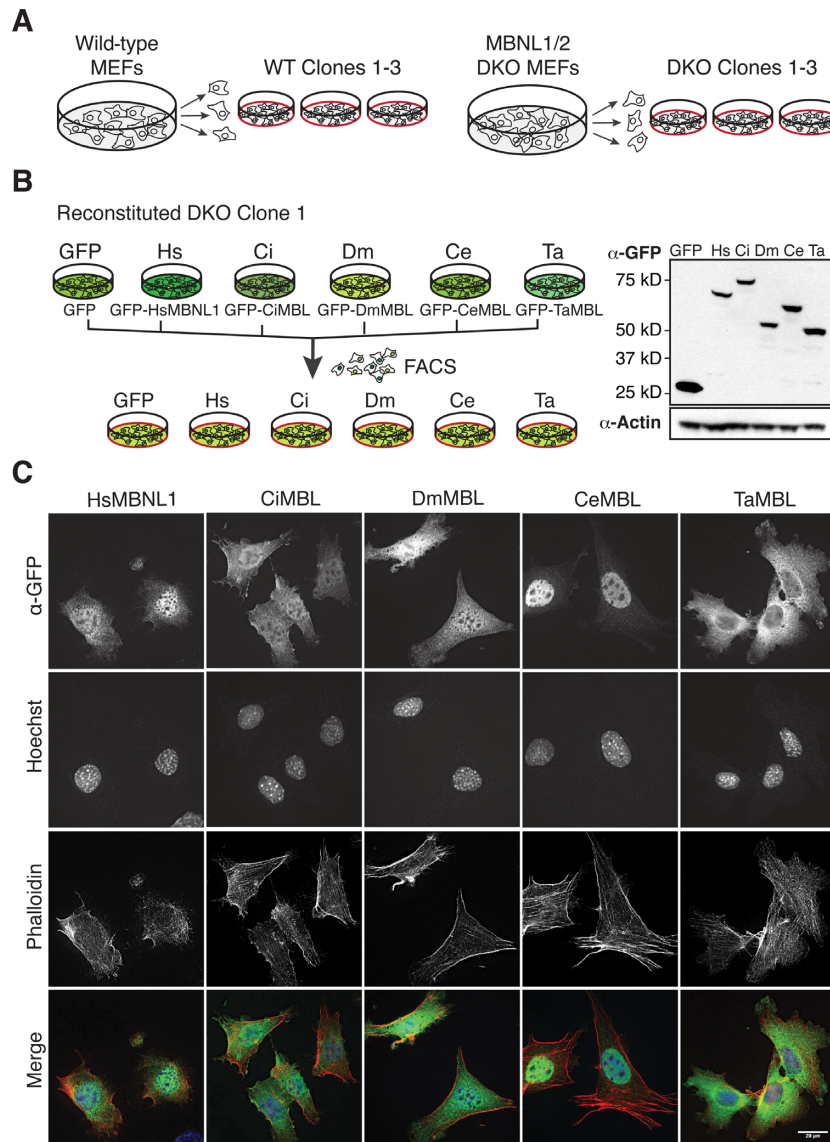 A
Wild-type
MEFs
WT Clones 1-3
MBNL1/2
DKO MEFs
DKO Clones 1-3
B
Reconstituted DKO Clone 1
GFP Hs Ci Dm Ce Ta
GFP GFP-HsMBNL1 GFP-CiMBL GFP-DmMBL GFP-CeMBL GFP-TaMBL
FACS
GFP Hs Ci Dm Ce Ta
α-GFP GFP Hs Ci Dm Ce Ta
75 kD
50 kD
37 kD
25 kD
α-Actin
C
HsMBNL1 CiMBL DmMBL CeMBL TaMBL
α-GFP
Hoechst
Phalloidin
Merge
20 μm